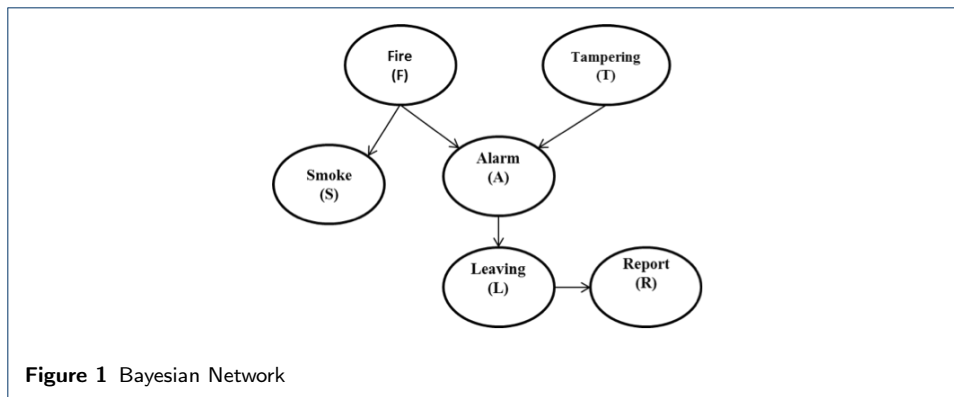 Fire
(F)
Tampering
(T)
Smoke
(S)
Alarm
(A)
Leaving
(L)
Report
(R)
Figure 1 Bayesian Network